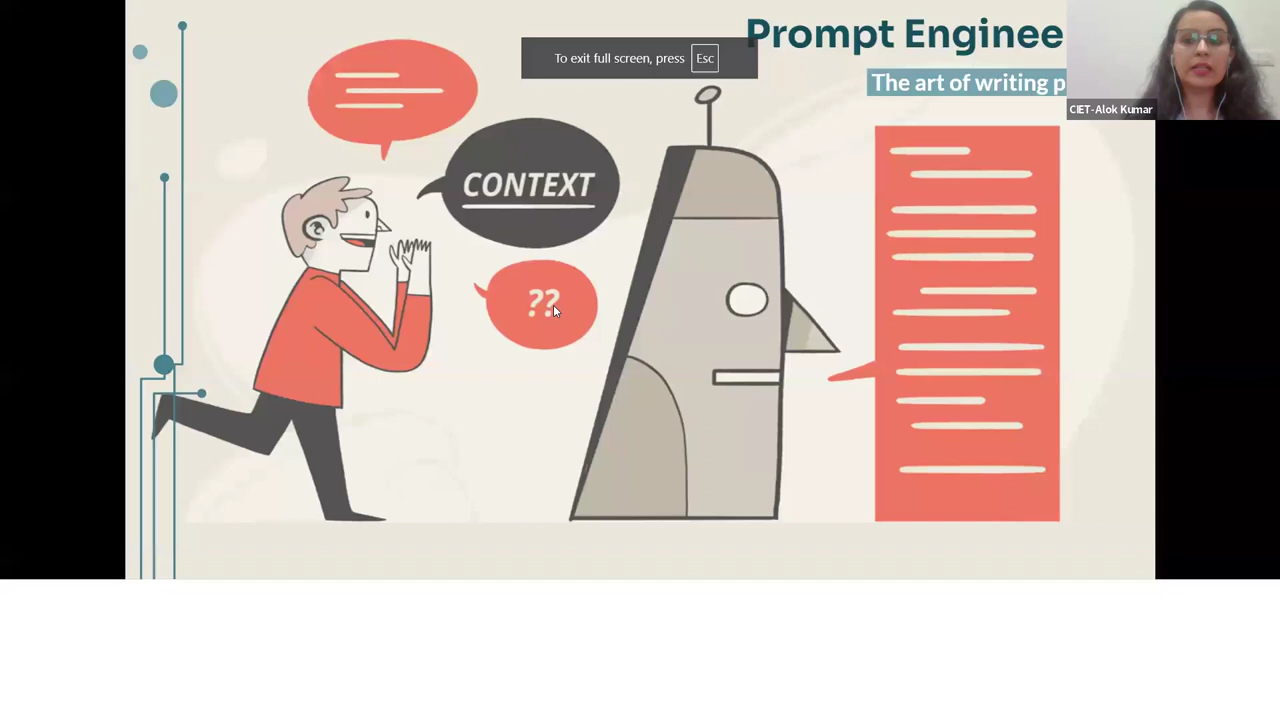 Prompt Enginee
To exit full screen, press Esc
The art of writing p
CIET-Alok Kumar
CONTEXT
??